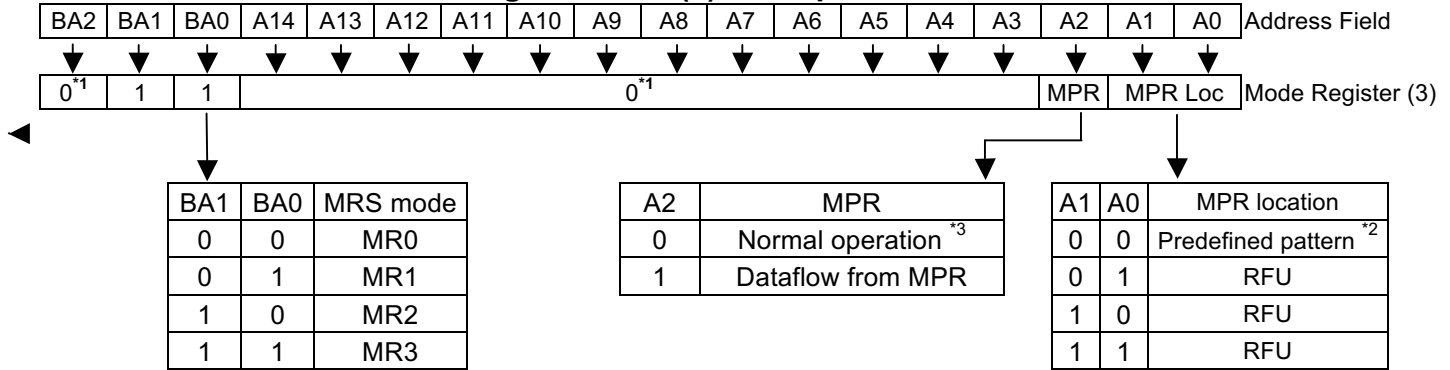 BA2 BA1 BA0 A14 A13 A12 A11 A10 A9 A8 A7 A6 A5 A4 A3 A2 A1 A0 Address Field
0*1 1 1 0*1 MPR MPR Loc Mode Register (3)
BA1 BA0 MRS mode
0 0 MR0
0 1 MR1
1 0 MR2
1 1 MR3
A2 MPR
0 Normal operation *3
1 Dataflow from MPR
A1 A0 MPR location
0 0 Predefined pattern *2
0 1 RFU
1 0 RFU
1 1 RFU